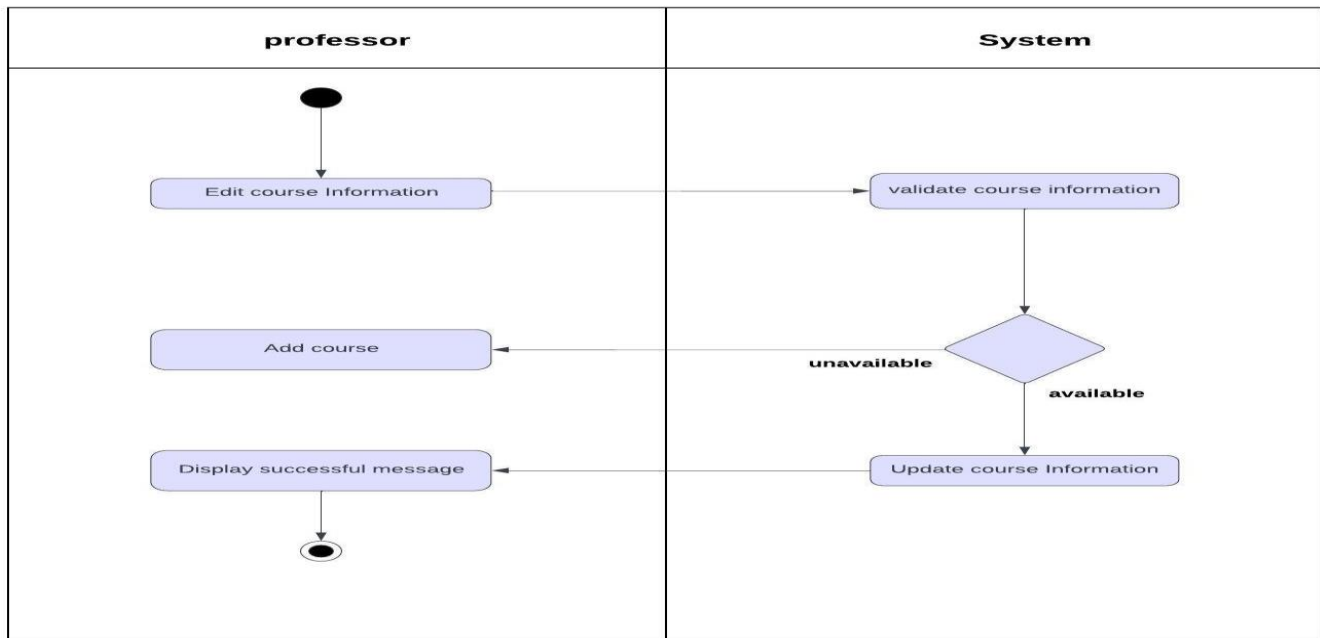 professor
System
Edit course Information
validate course information
Add course
unavailable
available
Display successful message
Update course Information